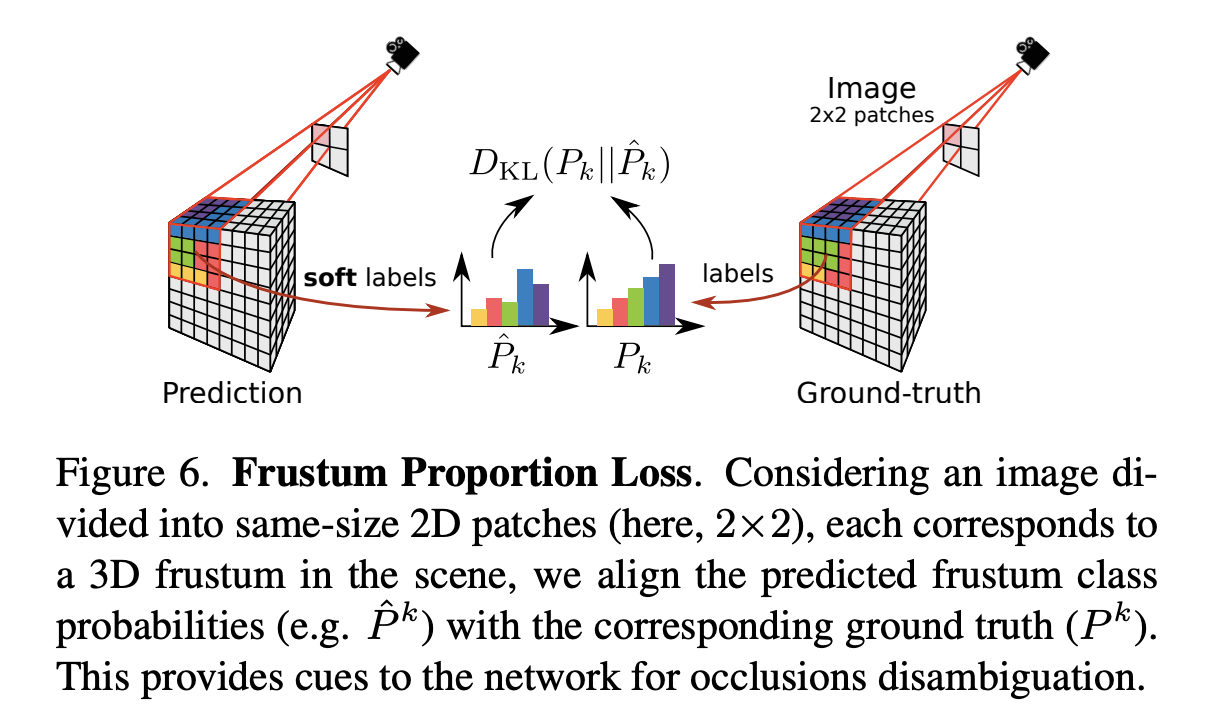 Image
2x2 patches
$D_{\mathrm{KL}}(P_k||\hat{P}_k)$
soft labels
labels
$\hat{P}_k$
$P_k$
Prediction
Ground-truth
Figure 6. Frustum Proportion Loss. Considering an image di-
vided into same-size 2D patches (here, 2×2), each corresponds to
a 3D frustum in the scene, we align the predicted frustum class
probabilities (e.g. $\hat{P}^k$) with the corresponding ground truth ($P^k$).
This provides cues to the network for occlusions disambiguation.